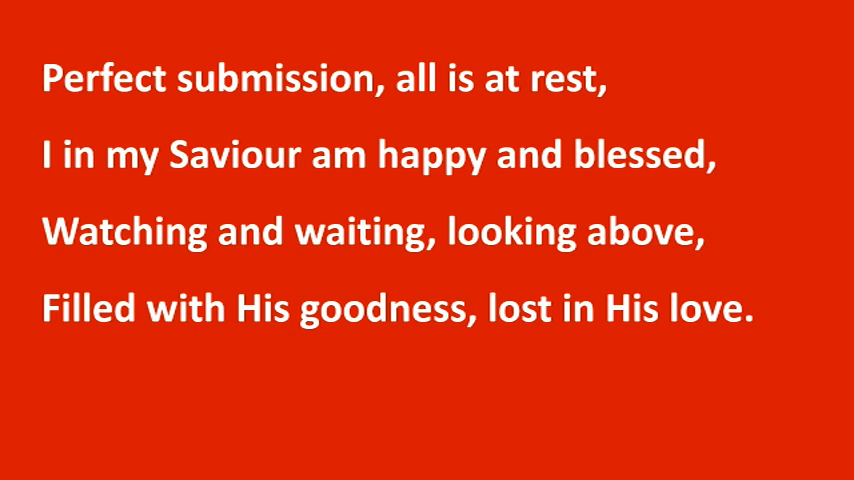 Perfect submission, all is at rest,
I in my Saviour am happy and blessed,
Watching and waiting, looking above,
Filled with His goodness, lost in His love.